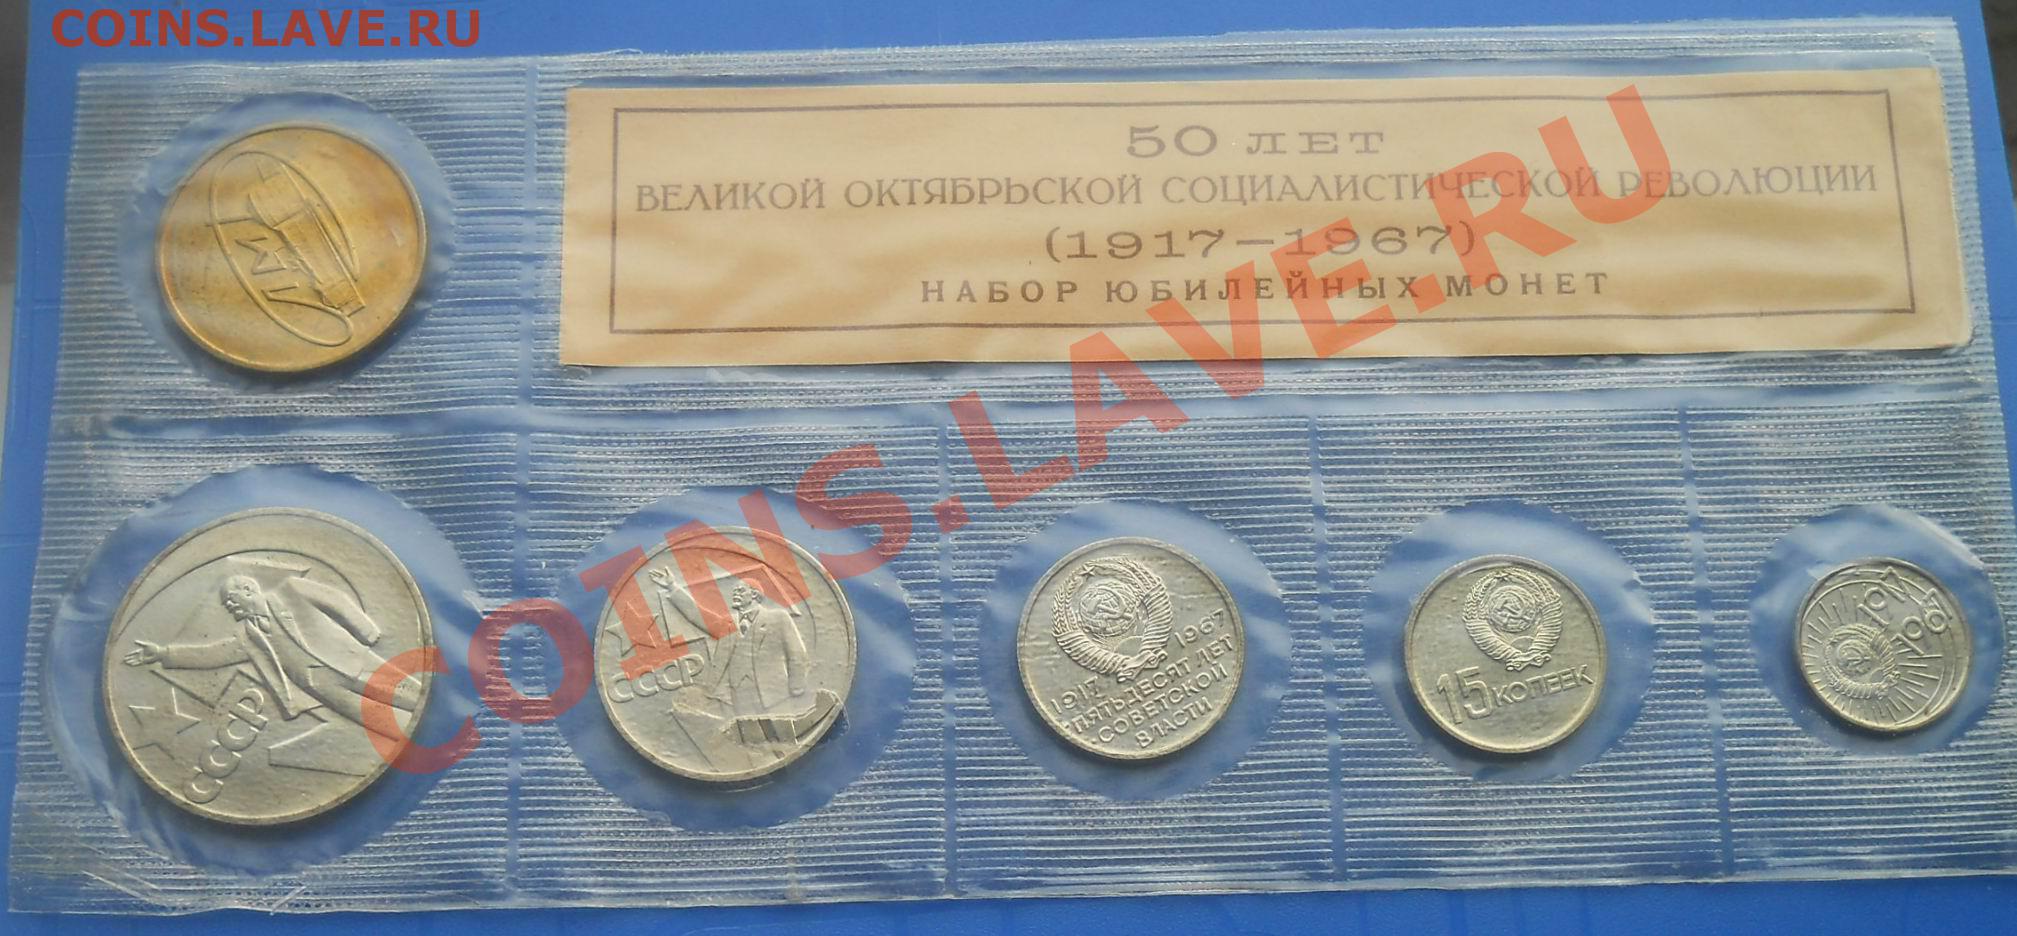 COINS.LAVE.RU
50 ЛЕТ
ВЕЛИКОЙ ОКТЯБРЬСКОЙ СОЦИАЛИСТИЧЕСКОЙ РЕВОЛЮЦИИ
(1917–1967)
НАБОР ЮБИЛЕЙНЫХ МОНЕТ
COINS.LAVE.RU
ЛМД
СССР
СССР
1917 1967
ПЯТЬДЕСЯТ ЛЕТ
СОВЕТСКОЙ
ВЛАСТИ
15 КОПЕЕК
1917
1967